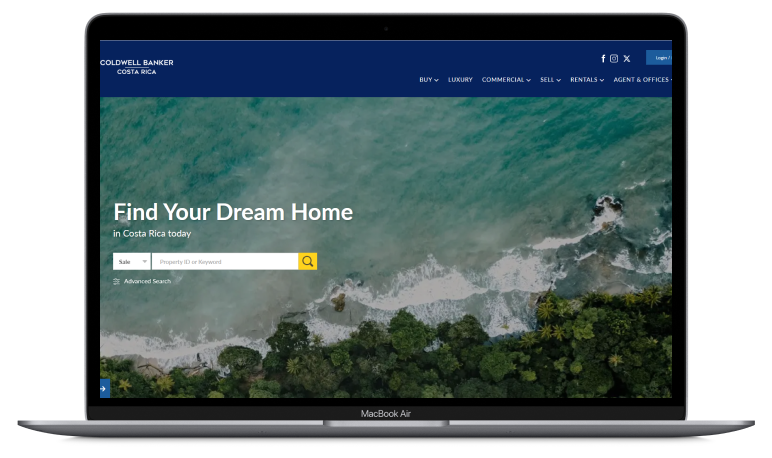 COLDWELL BANKER
COSTA RICA
Login /
BUY LUXURY COMMERCIAL SELL RENTALS AGENT & OFFICES
Find Your Dream Home
in Costa Rica today
Sale Property ID or Keyword
Advanced Search
MacBook Air